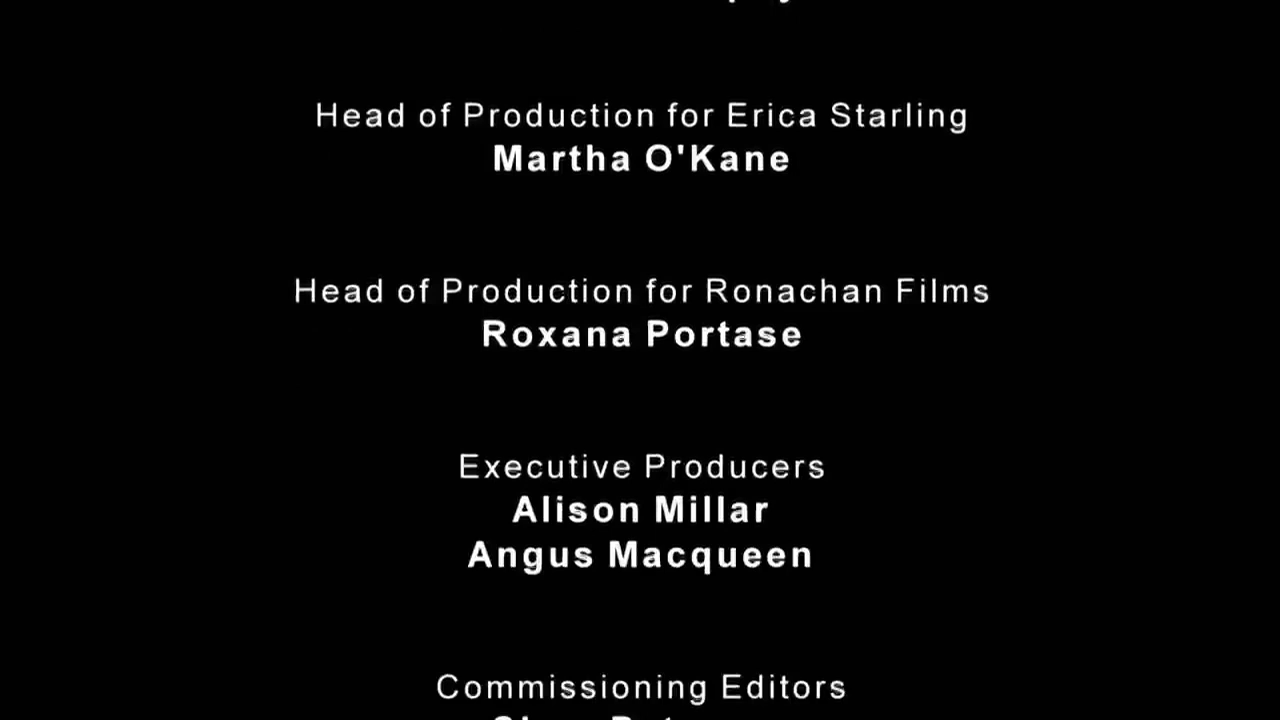 Head of Production for Erica Starling
Martha O'Kane
Head of Production for Ronachan Films
Roxana Portase
Executive Producers
Alison Millar
Angus Macqueen
Commissioning Editors